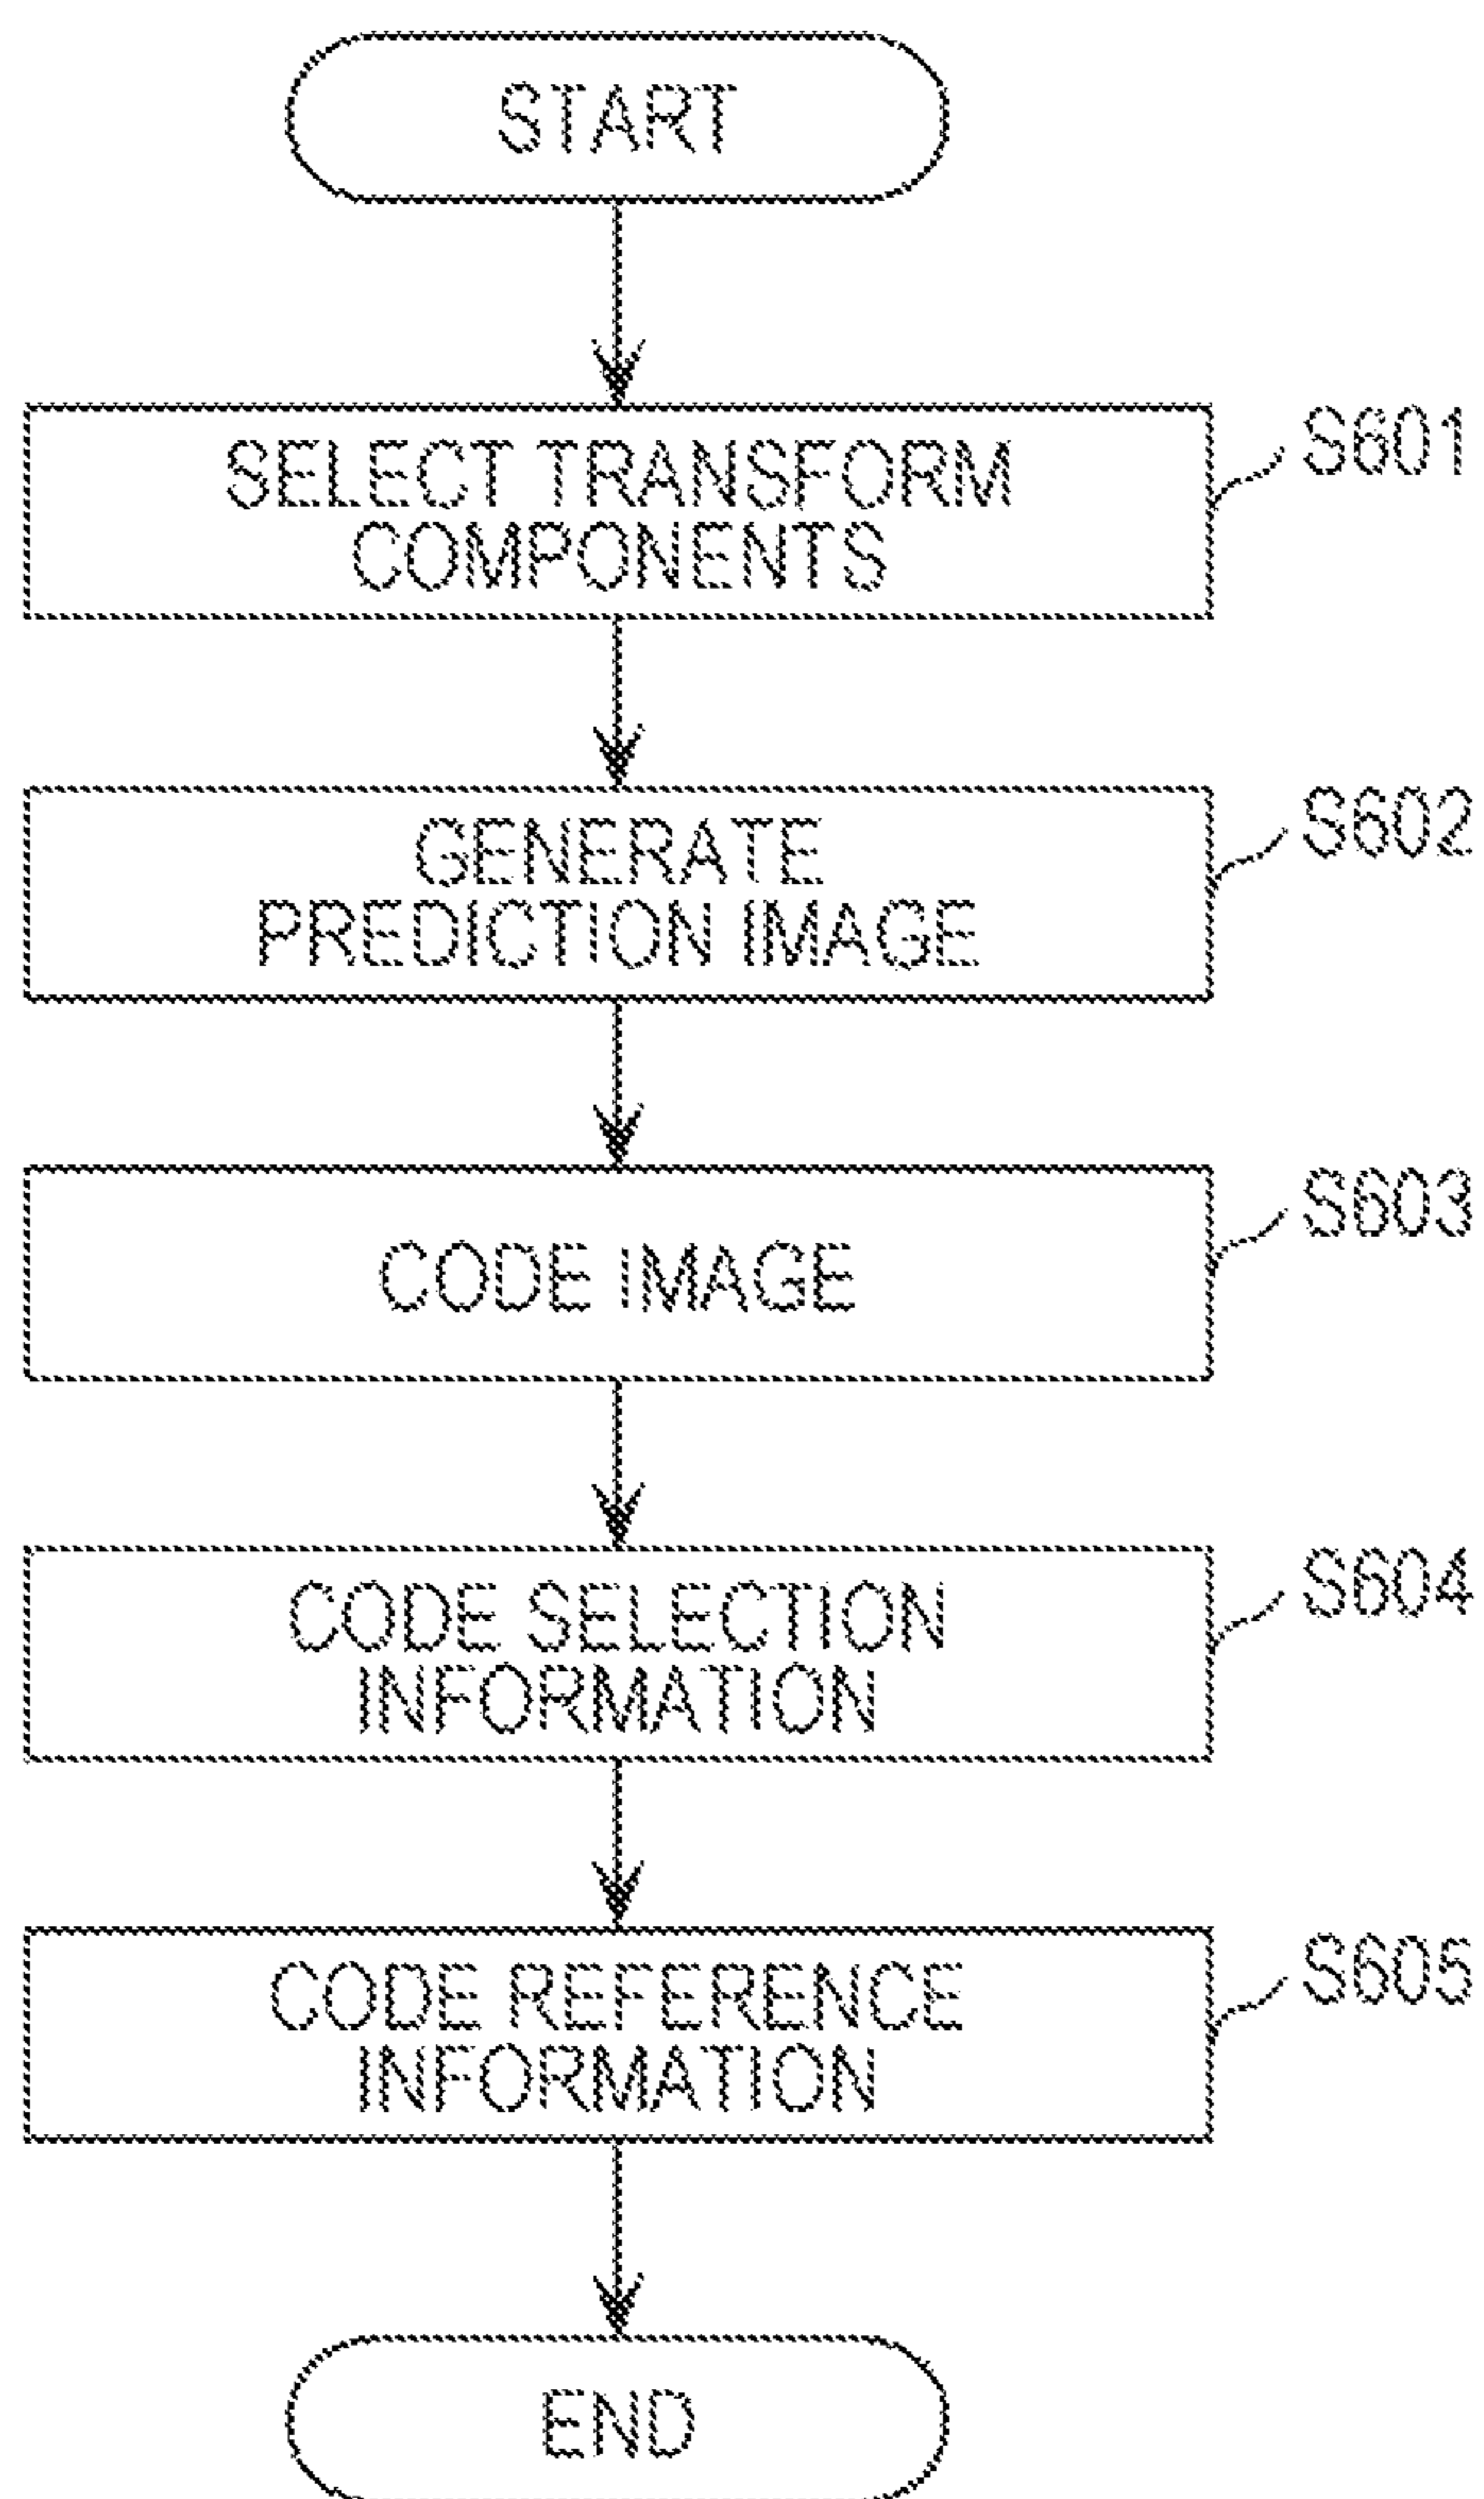 START
SELECT TRANSFORM
COMPONENTS
S601
GENERATE
PREDICTION IMAGE
S602
CODE IMAGE
S603
CODE SELECTION
INFORMATION
S604
CODE REFERENCE
INFORMATION
S605
END